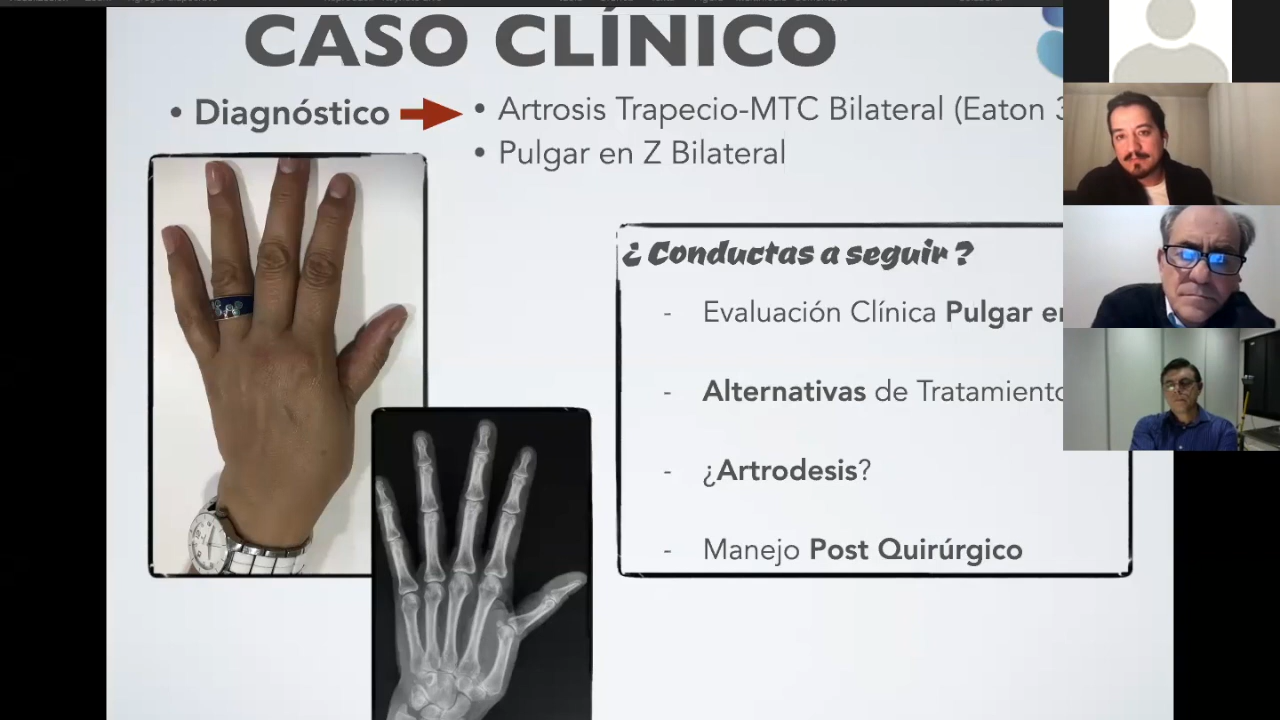 CASO CLÍNICO
• Diagnóstico
• Artrosis Trapecio-MTC Bilateral (Eaton 3
• Pulgar en Z Bilateral
¿ Conductas a seguir ?
- Evaluación Clínica Pulgar en
- Alternativas de Tratamiento
- ¿Artrodesis?
- Manejo Post Quirúrgico